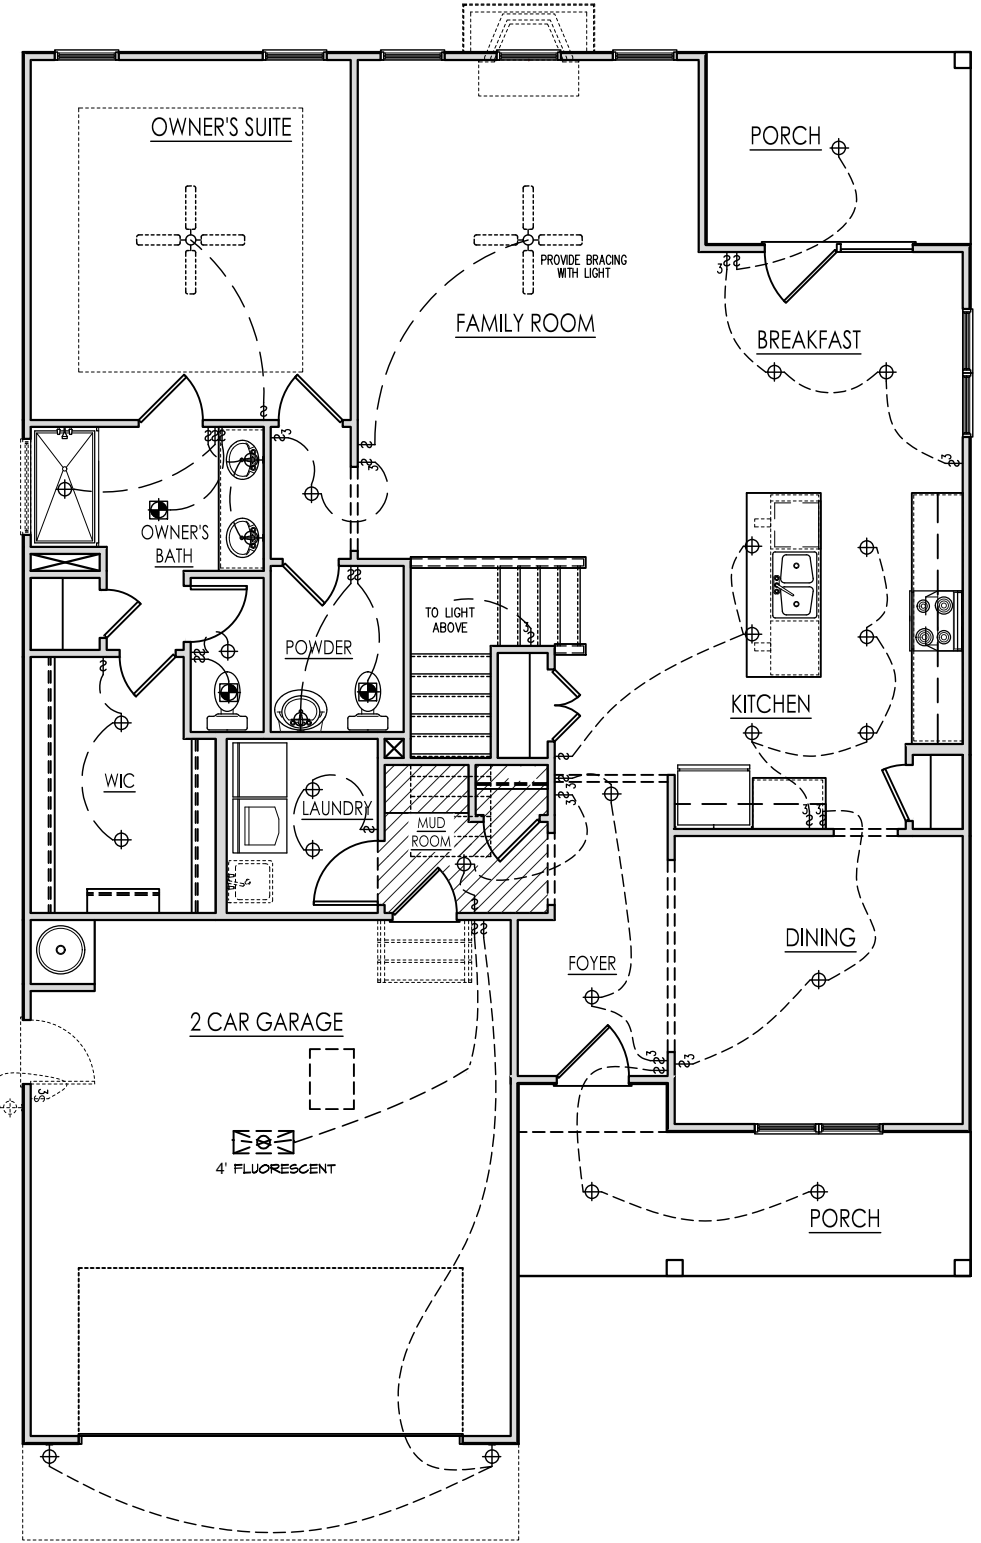 OWNER'S SUITE
PORCH
PROVIDE BRACING
WITH LIGHT
FAMILY ROOM
BREAKFAST
OWNER'S
BATH
TO LIGHT
ABOVE
POWDER
KITCHEN
WIC
LAUNDRY
MUD
ROOM
DINING
FOYER
2 CAR GARAGE
4' FLUORESCENT
PORCH